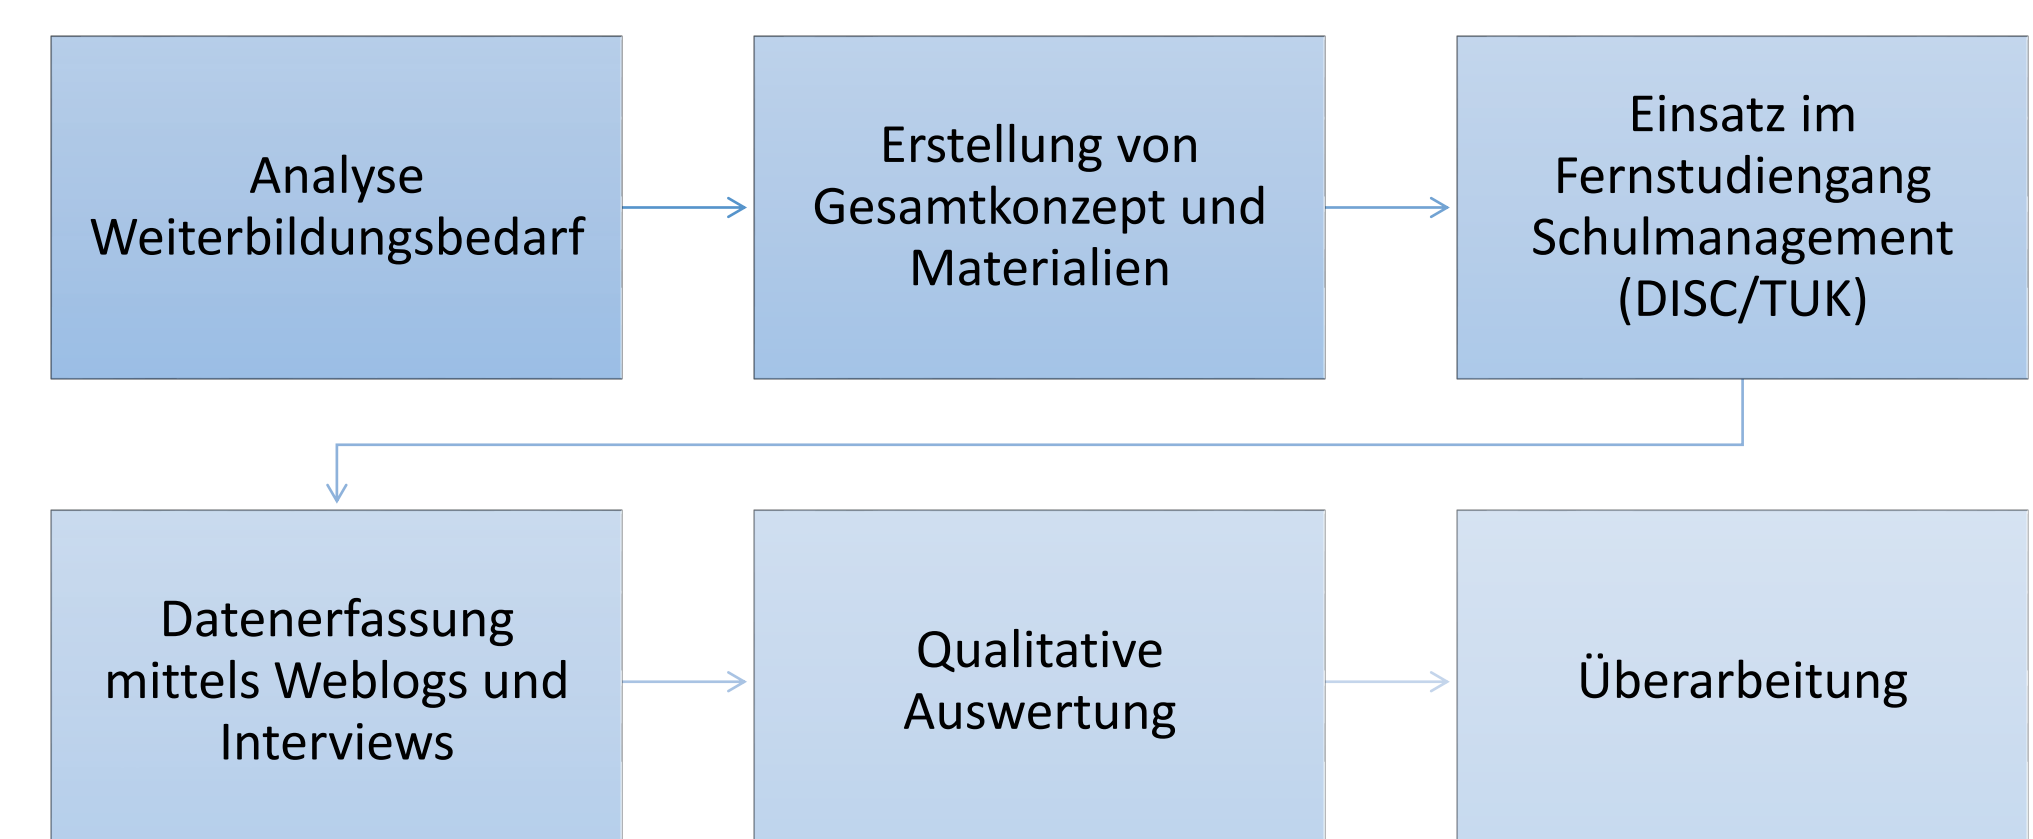 Analyse
Weiterbildungsbedarf
Erstellung von
Gesamtkonzept und
Materialien
Einsatz im
Fernstudiengang
Schulmanagement
(DISC/TUK)
Datenerfassung
mittels Weblogs und
Interviews
Qualitative
Auswertung
Überarbeitung